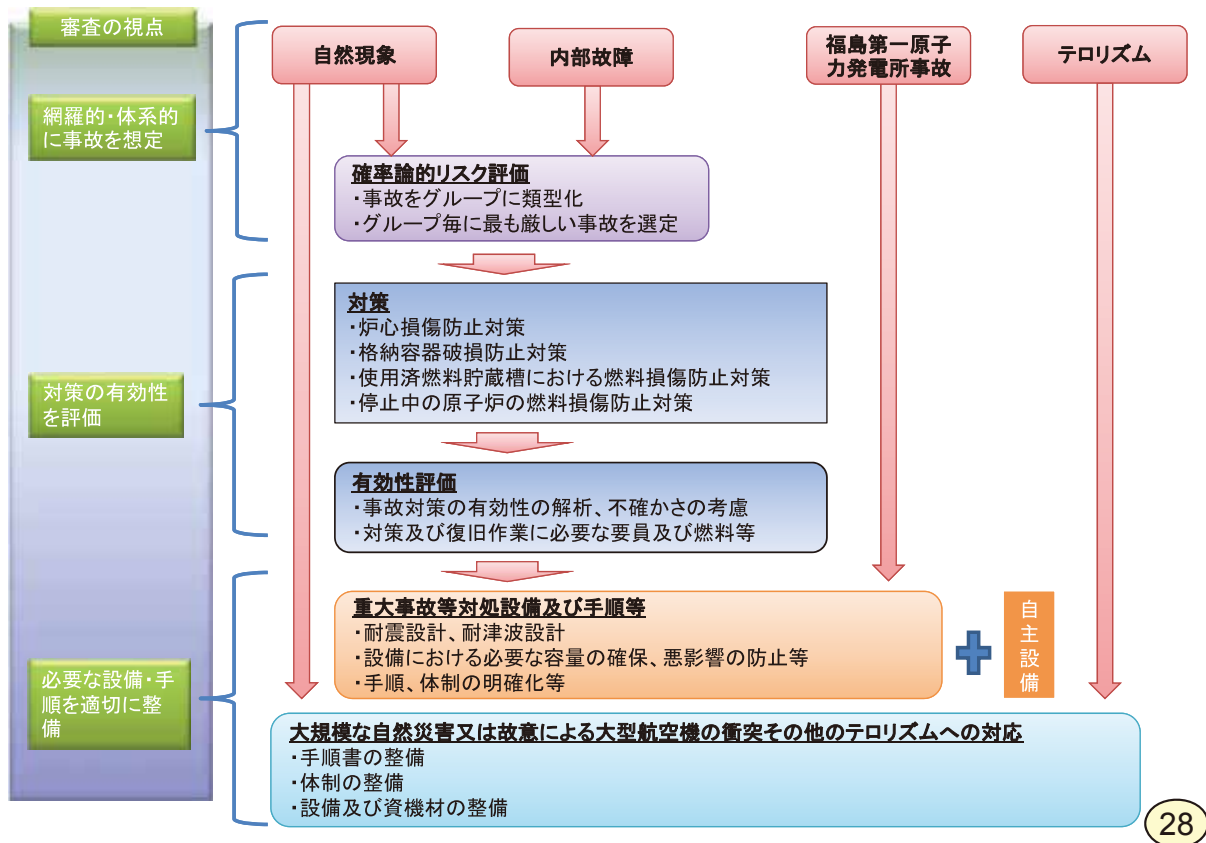 審査の視点
網羅的・体系的
に事故を想定
対策の有効性
を評価
必要な設備・手
順を適切に整
備
自然現象
内部故障
福島第一原子
力発電所事故
テロリズム
確率論的リスク評価
・事故をグループに類型化
・グループ毎に最も厳しい事故を選定
対策
・炉心損傷防止対策
・格納容器破損防止対策
・使用済燃料貯蔵槽における燃料損傷防止対策
・停止中の原子炉の燃料損傷防止対策
有効性評価
・事故対策の有効性の解析、不確かさの考慮
・対策及び復旧作業に必要な要員及び燃料等
重大事故等対処設備及び手順等
・耐震設計、耐津波設計
・設備における必要な容量の確保、悪影響の防止等
・手順、体制の明確化等
自主設備
大規模な自然災害又は故意による大型航空機の衝突その他のテロリズムへの対応
・手順書の整備
・体制の整備
・設備及び資機材の整備
28